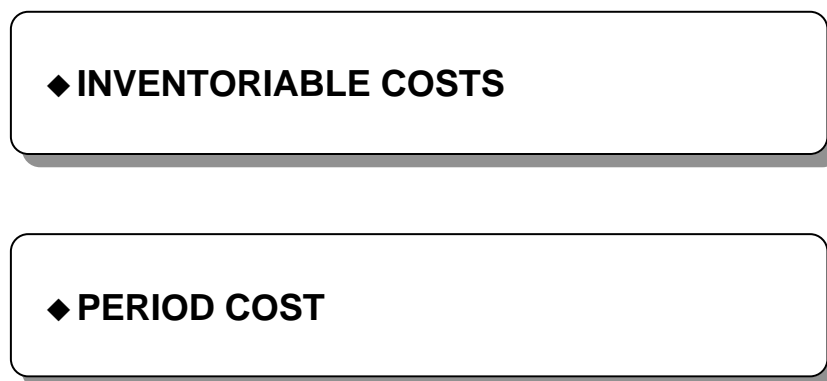 ◆ INVENTORIABLE COSTS
◆ PERIOD COST